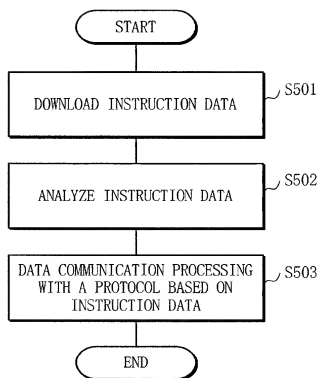 START
DOWNLOAD INSTRUCTION DATA
S501
ANALYZE INSTRUCTION DATA
S502
DATA COMMUNICATION PROCESSING
WITH A PROTOCOL BASED ON
INSTRUCTION DATA
S503
END